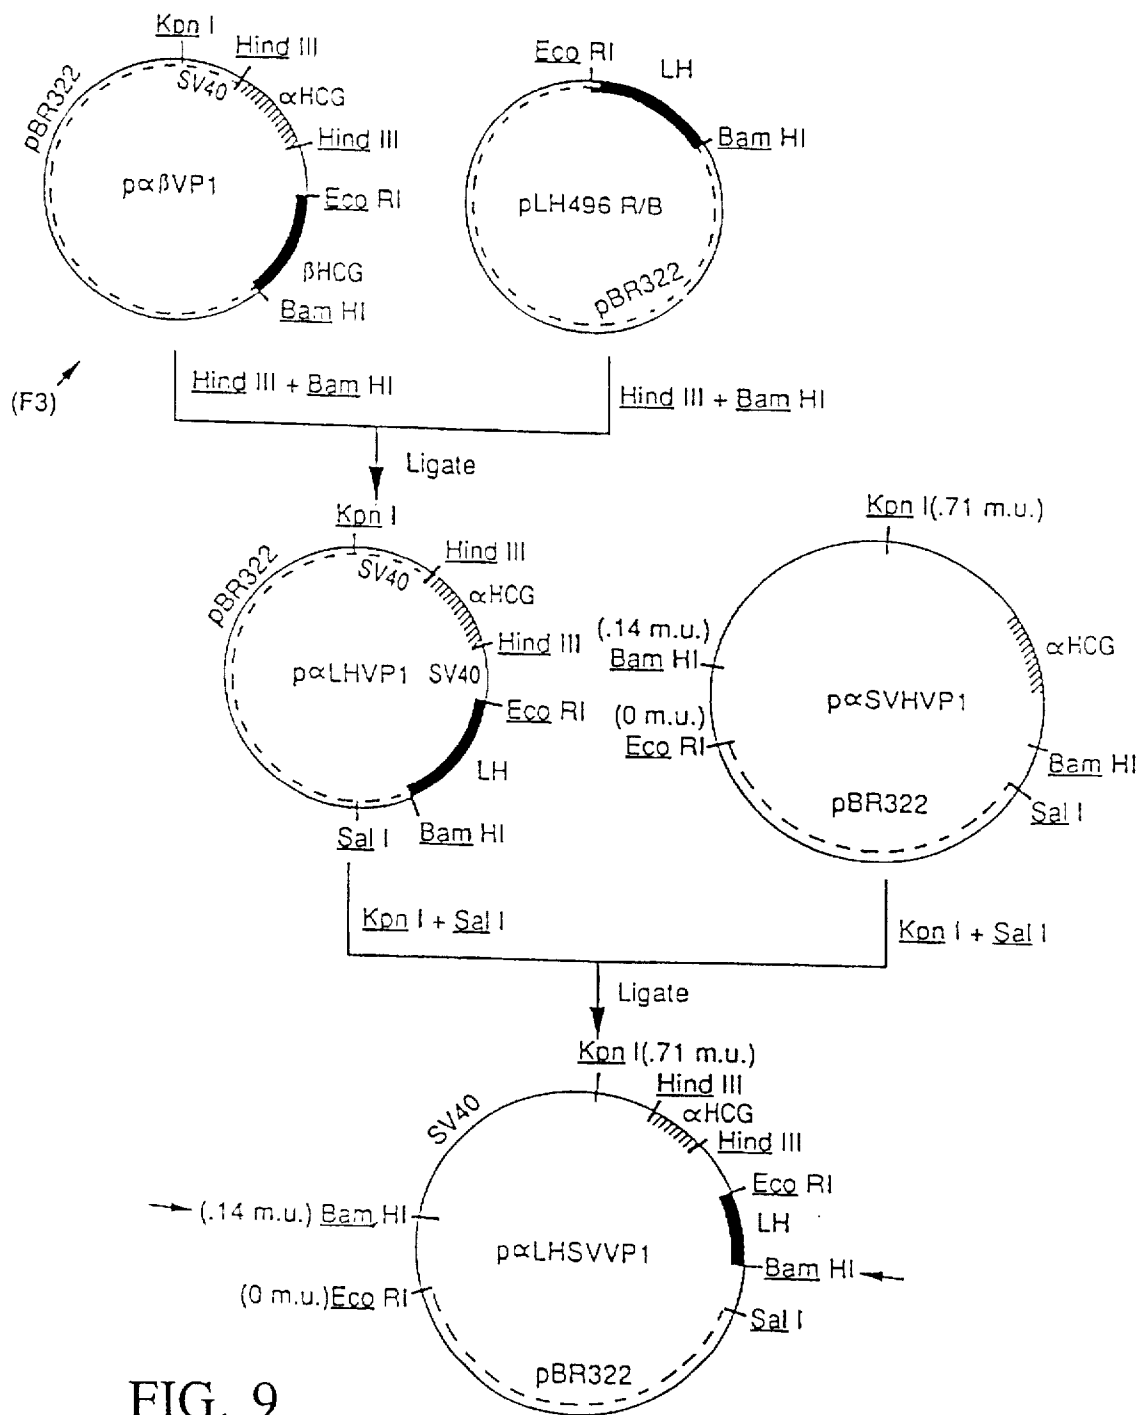 Kpn I
Hind III
pBR322
SV40
αHCG
Hind III
pαβVP1
Eco RI
βHCG
Bam HI
Eco RI
LH
Bam HI
pLH496 R/B
pBR322
(F3)
Hind III + Bam HI
Hind III + Bam HI
Ligate
Kpn I
Hind III
pBR322
SV40
αHCG
Hind III
pαLHVP1
SV40
Eco RI
LH
Sal I
Bam HI
Kpn I(.71 m.u.)
(.14 m.u.)
Bam HI
αHCG
pαSVHVP1
(0 m.u.)
Eco RI
Bam HI
pBR322
Sal I
Kpn I + Sal I
Kpn I + Sal I
Ligate
Kpn I(.71 m.u.)
Hind III
SV40
αHCG
Hind III
Eco RI
(.14 m.u.) Bam HI
LH
pαLHSVVP1
Bam HI
(0 m.u.)Eco RI
Sal I
pBR322
FIG. 9